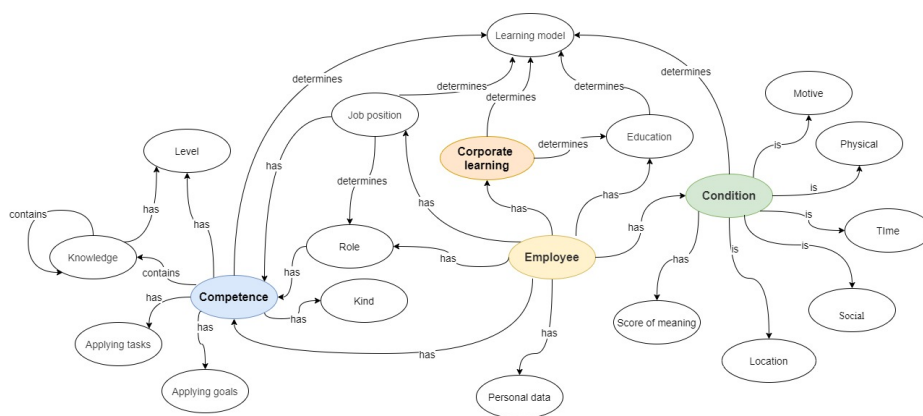 Learning model
determines
determines
determines
determines
determines
Motive
Job position
Corporate
learning
determines
Education
is
Physical
Level
has
determines
is
contains
has
has
has
has
has
Condition
TIme
is
Knowledge
contains
Role
has
Employee
has
is
has
has
is
Competence
Kind
has
has
has
Score of meaning
Social
Applying tasks
has
has
Location
Applying goals
Personal data